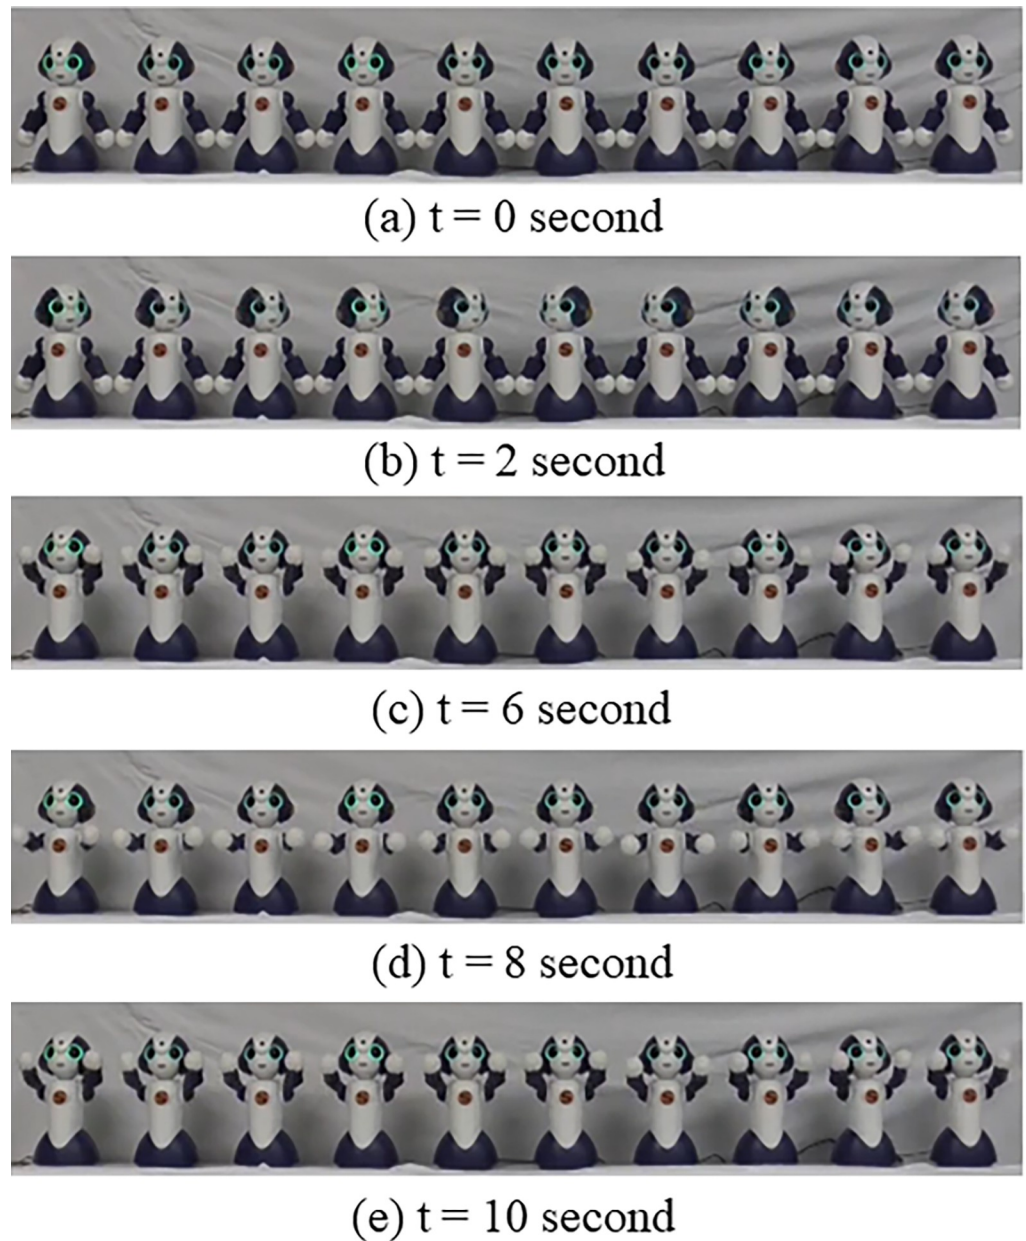 (a) t = 0 second
(b) t = 2 second
(c) t = 6 second
(d) t = 8 second
(e) t = 10 second